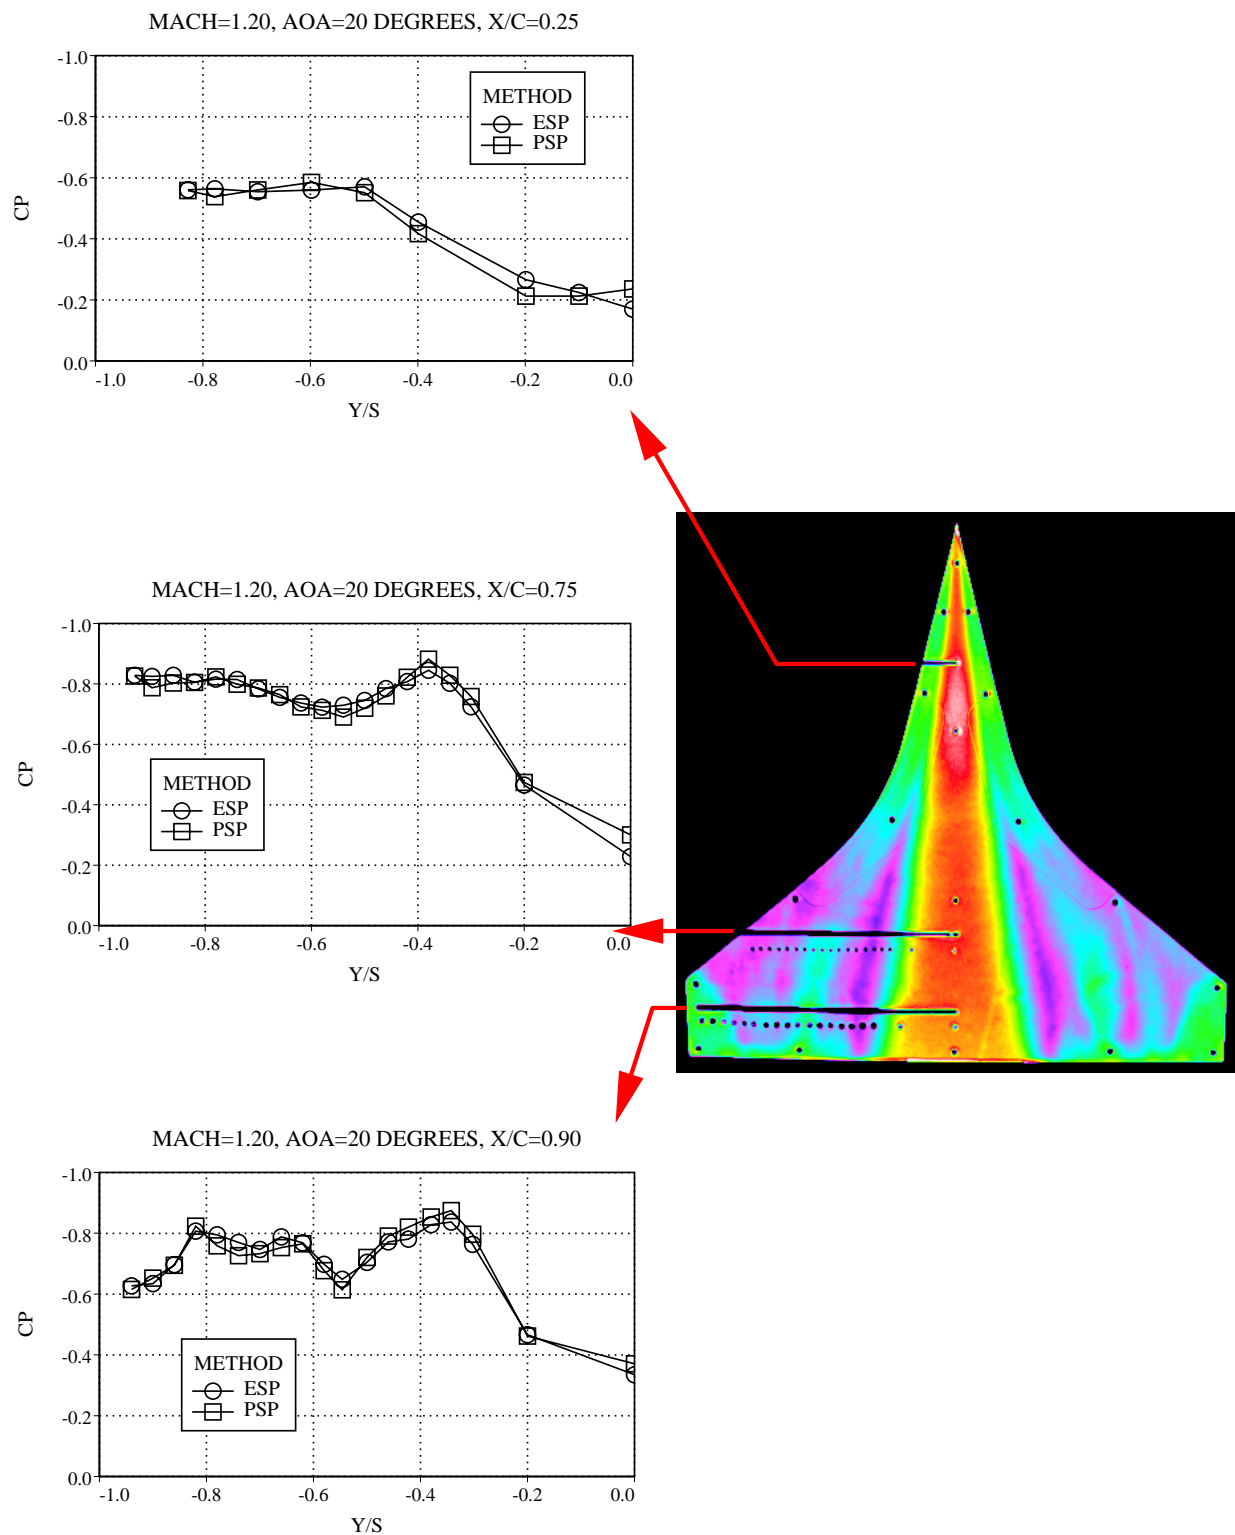 MACH=1.20, AOA=20 DEGREES, X/C=0.25
-1.0
-0.8
-0.6
-0.4
-0.2
0.0
CP
METHOD
ESP
PSP
-1.0 -0.8 -0.6 -0.4 -0.2 0.0
Y/S
MACH=1.20, AOA=20 DEGREES, X/C=0.75
-1.0
-0.8
-0.6
-0.4
-0.2
0.0
CP
METHOD
ESP
PSP
-1.0 -0.8 -0.6 -0.4 -0.2 0.0
Y/S
MACH=1.20, AOA=20 DEGREES, X/C=0.90
-1.0
-0.8
-0.6
-0.4
-0.2
0.0
CP
METHOD
ESP
PSP
-1.0 -0.8 -0.6 -0.4 -0.2 0.0
Y/S